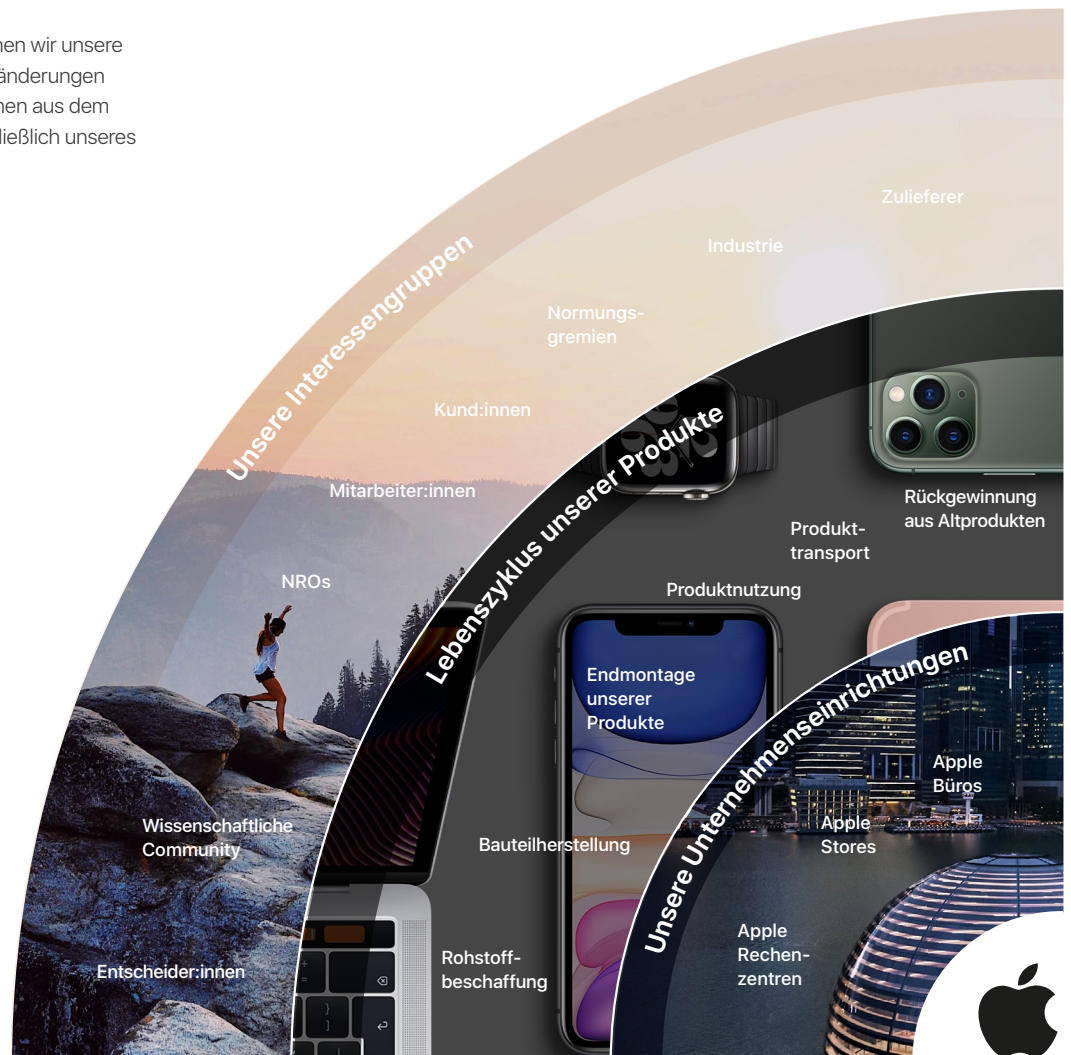 nen wir unsere
änderungen
nen aus dem
ließlich unseres
Unsere Interessengruppen
Zulieferer
Industrie
Normungs-
gremien
Kund:innen
Mitarbeiter:innen
NROs
Wissenschaftliche
Community
Entscheider:innen
Lebenszyklus unserer Produkte
Rückgewinnung
aus Altprodukten
Produkt-
transport
Produktnutzung
Endmontage
unserer
Produkte
Bauteilherstellung
Rohstoff-
beschaffung
Unsere Unternehmenseinrichtungen
Apple
Büros
Apple
Stores
Apple
Rechen-
zentren